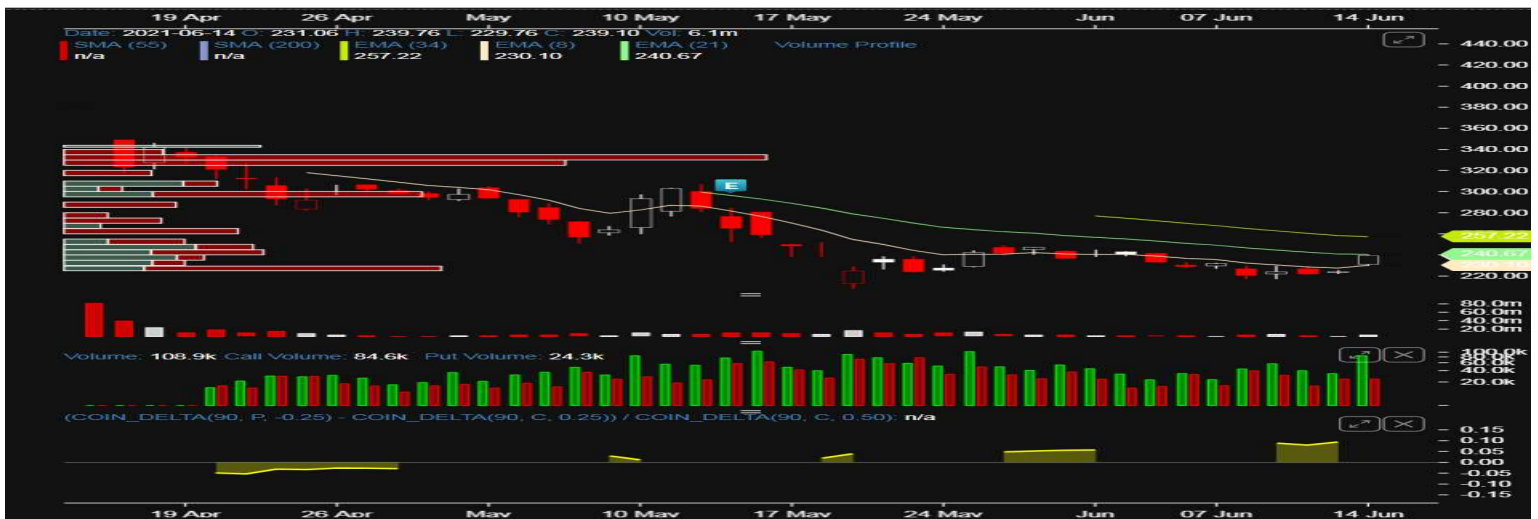 19 Apr 26 Apr May 10 May 17 May 24 May Jun 07 Jun 14 Jun
Date: 2021-06-14 O: 231.06 H: 239.76 L: 229.76 C: 239.10 Vol: 6.1m
SMA (55) SMA (200) EMA (34) EMA (8) EMA (21) Volume Profile
n/a n/a 257.22 230.10 240.67
440.00
420.00
400.00
380.00
360.00
340.00
320.00
300.00
E
280.00
257.22
240.67
220.00
80.0m
60.0m
40.0m
20.0m
Volume: 108.9k Call Volume: 84.6k Put Volume: 24.3k
100.0k
60.0k
40.0k
20.0k
(COIN_DELTA(90, P, -0.25) - COIN_DELTA(90, C, 0.25)) / COIN_DELTA(90, C, 0.50): n/a
0.15
0.10
0.05
0.00
-0.05
-0.10
-0.15
19 Apr 26 Apr May 10 May 17 May 24 May Jun 07 Jun 14 Jun